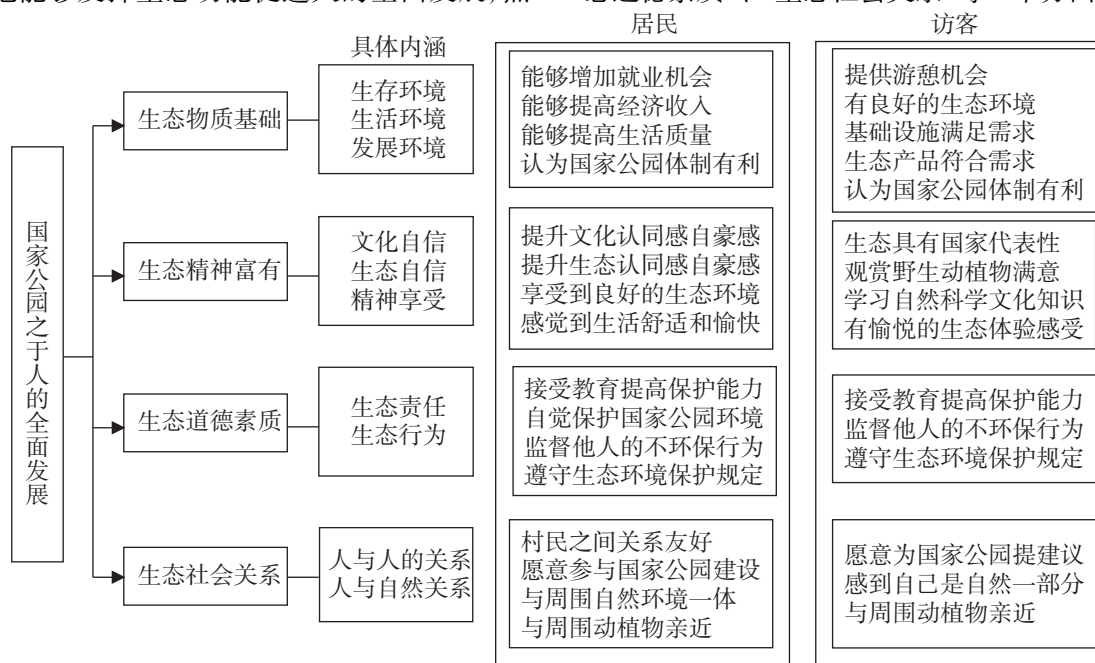 居民
访客
具体内涵
国家公园之于人的全面发展
生态物质基础
生存环境
生活环境
发展环境
能够增加就业机会
能够提高经济收入
能够提高生活质量
认为国家公园体制有利
提供游憩机会
有良好的生态环境
基础设施满足需求
生态产品符合需求
认为国家公园体制有利
生态精神富有
文化自信
生态自信
精神享受
提升文化认同感自豪感
提升生态认同感自豪感
享受到良好的生态环境
感觉到生活舒适和愉快
生态具有国家代表性
观赏野生动植物满意
学习自然科学文化知识
有愉悦的生态体验感受
生态道德素质
生态责任
生态行为
接受教育提高保护能力
自觉保护国家公园环境
监督他人的不环保行为
遵守生态环境保护规定
接受教育提高保护能力
监督他人的不环保行为
遵守生态环境保护规定
生态社会关系
人与人的关系
人与自然关系
村民之间关系友好
愿意参与国家公园建设
与周围自然环境一体
与周围动植物亲近
愿意为国家公园提建议
感到自己是自然一部分
与周围动植物亲近